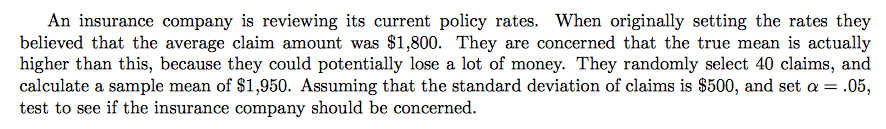 An insurance company is reviewing its current policy rates. When originally setting the rates they
believed that the average claim amount was $1,800. They are concerned that the true mean is actually
higher than this, because they could potentially lose a lot of money. They randomly select 40 claims, and
calculate a sample mean of $1,950. Assuming that the standard deviation of claims is $500, and set α = .05,
test to see if the insurance company should be concerned.